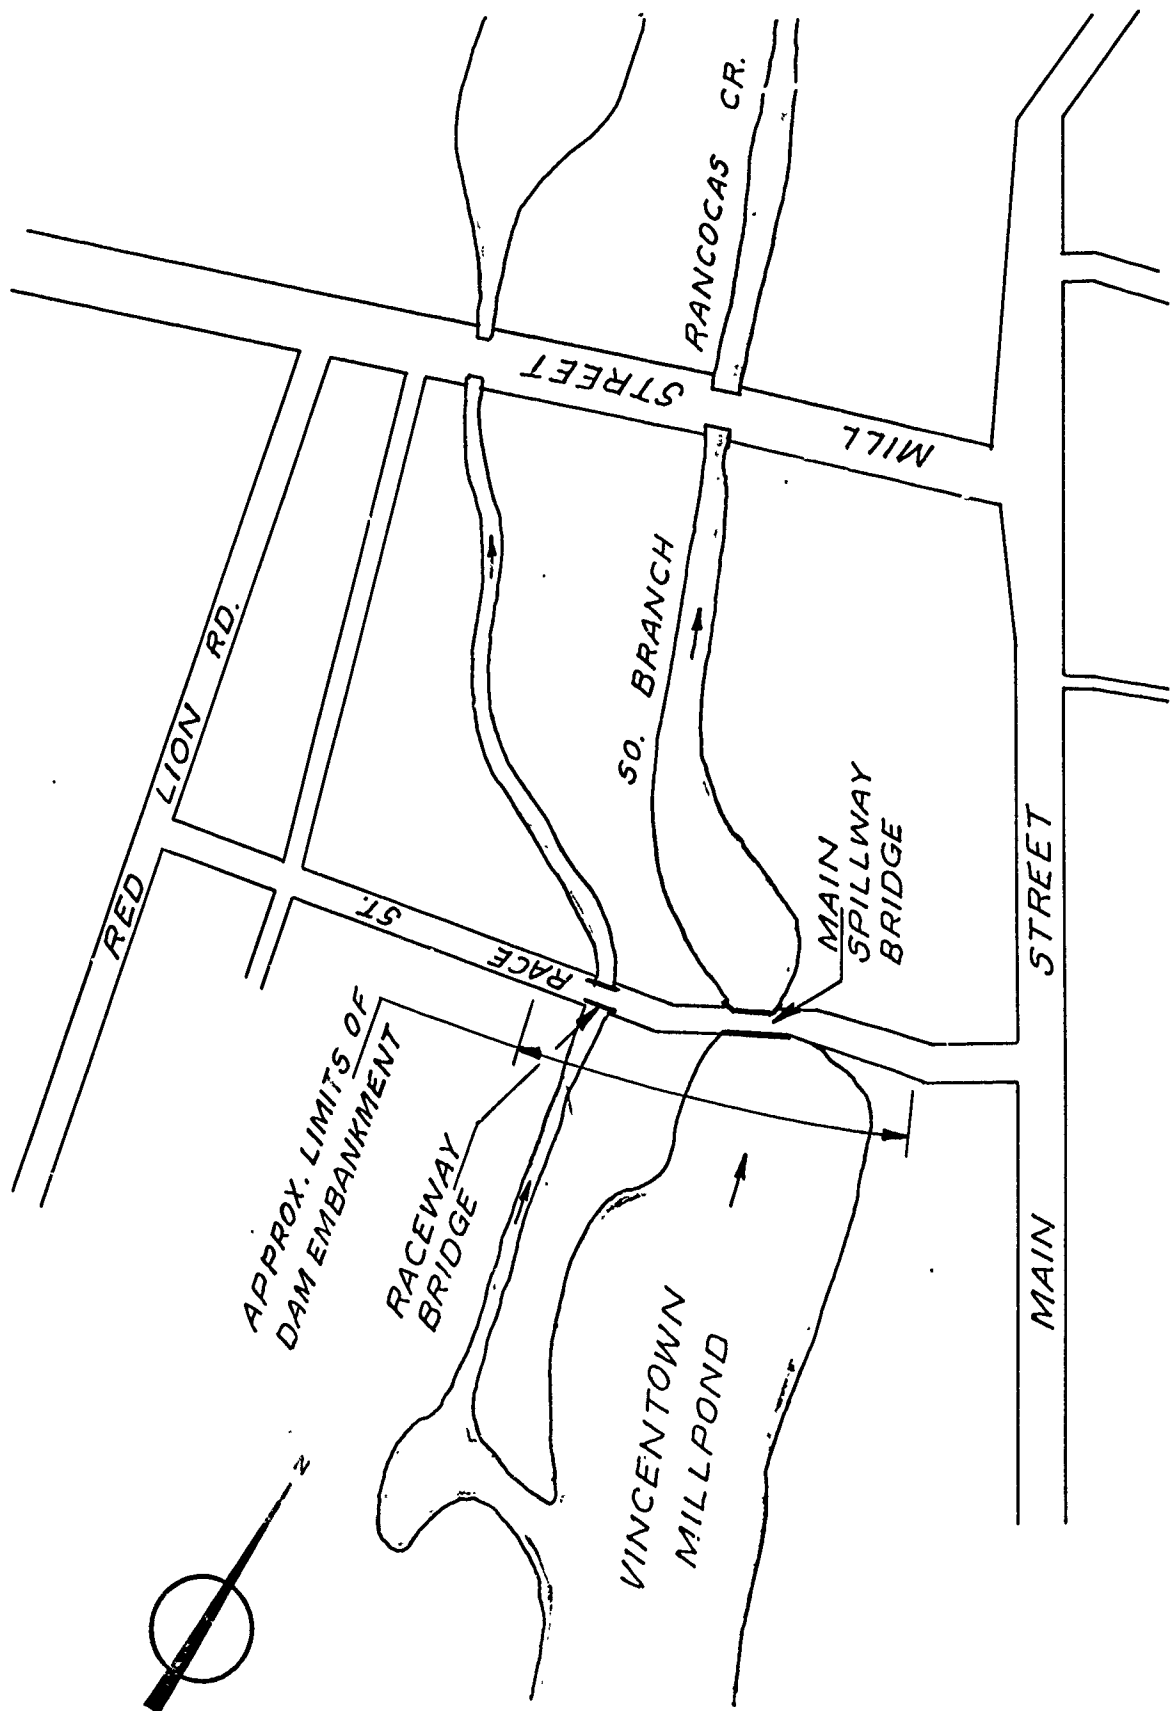 RANCOCAS CR.
MILL STREET
RED LION RD.
SO. BRANCH
RACE ST.
MAIN
SPILLWAY
BRIDGE
MAIN STREET
APPROX. LIMITS OF
DAM EMBANKMENT
RACEWAY
BRIDGE
VINCENTOWN
MILLPOND
N